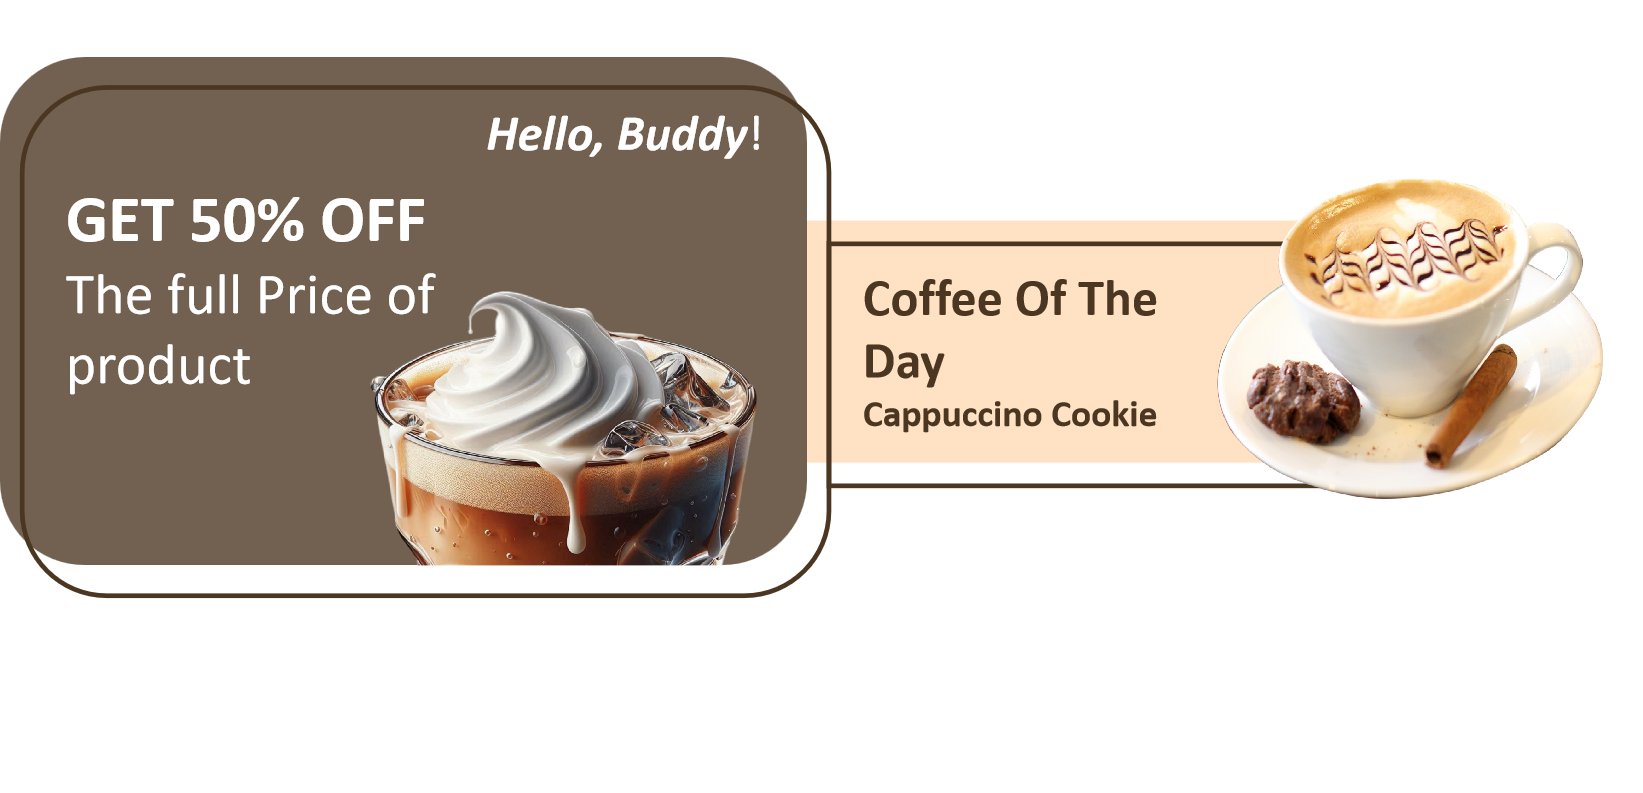 Hello, Buddy!
GET 50% OFF
The full Price of
product
Coffee Of The
Day
Cappuccino Cookie